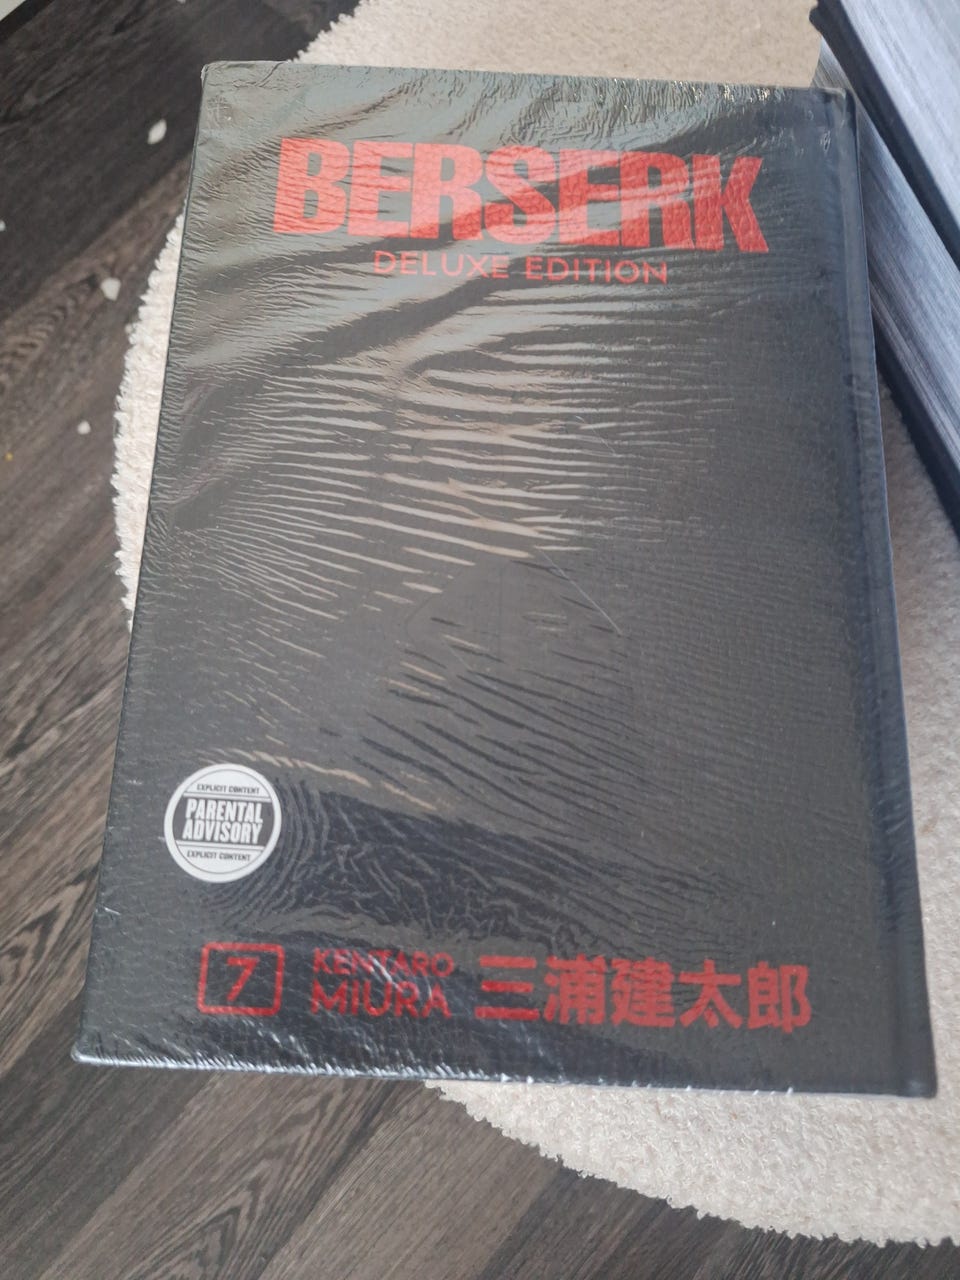 BERSERK
DELUXE EDITION
EXPLICIT CONTENT
PARENTAL
ADVISORY
EXPLICIT CONTENT
7
KENTARO
MIURA
三浦建太郎